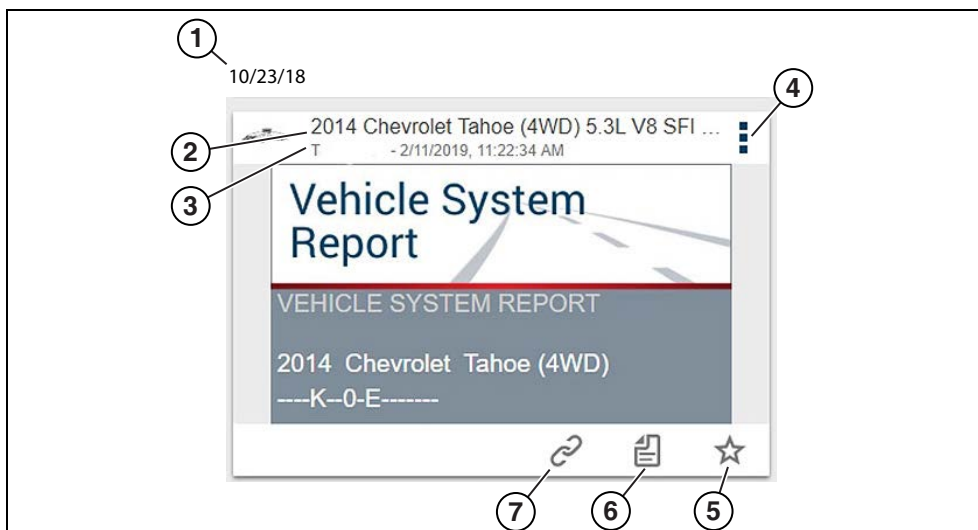 1
10/23/18
4
2014 Chevrolet Tahoe (4WD) 5.3L V8 SFI ...
2
T - 2/11/2019, 11:22:34 AM
3
Vehicle System
Report
VEHICLE SYSTEM REPORT
2014 Chevrolet Tahoe (4WD)
----K--0-E-------
7
6
5